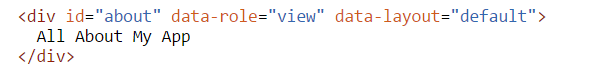 <div id="about" data-role="view" data-layout="default">
  All About My App
</div>